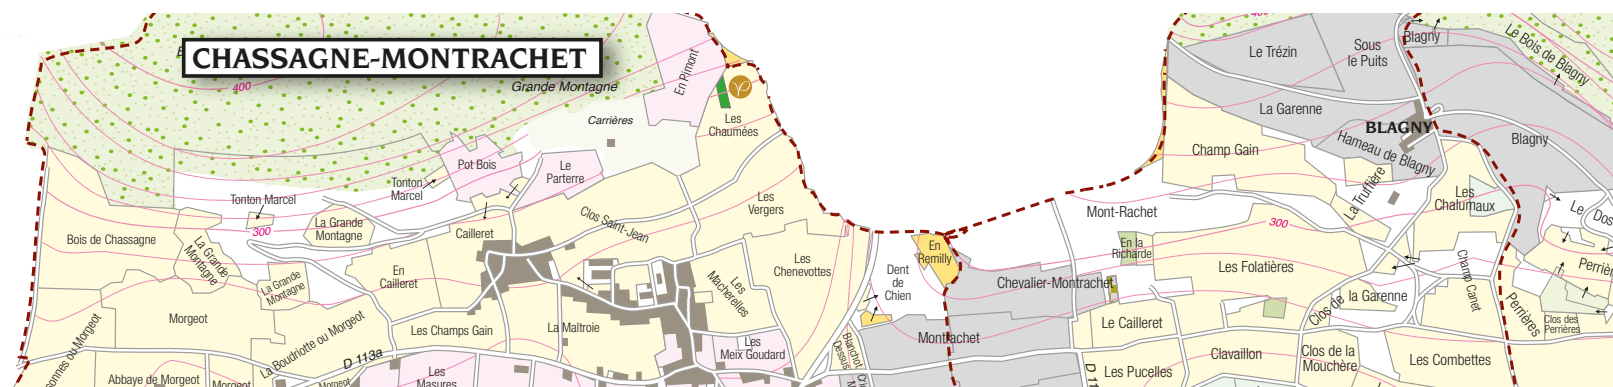 CHASSAGNE-MONTRACHET
400
Grande Montagne
En Pimont
Carrières
Les
Chaumées
Pot Bois
Le
Parterre
Tonton
Marcel
Tonton Marcel
300
La Grande
Montagne
Bois de Chassagne
La Grande
Montagne
La Grande
Montagne
Cailleret
En
Cailleret
Clos Saint-Jean
Les
Vergers
Les
Chenevottes
Les
Macherelles
Morgeot
La Boudriotte ou Morgeot
Les Champs Gain
La Maltroie
Les
Meix Goudard
D 113a
Abbaye de Morgeot
Morgeot
Morgeot
Les
Masures
Blanchot
Dessus
Dent
de
Chien
En
Remilly
Montrachet
Chevalier-Montrachet
Mont-Rachet
En la
Richarde
Le Cailleret
Les Pucelles
Clavaillon
Les Folatières
300
Clos de la Garenne
Clos de la
Mouchère
Les Combettes
Champ Canet
Les
Chalumaux
La Truffière
Champ Gain
Hameau de Blagny
La Garenne
Le Trézin
Sous
le Puits
Blagny
BLAGNY
Le Bois de Blagny
Blagny
Perrières
Clos des
Perrières